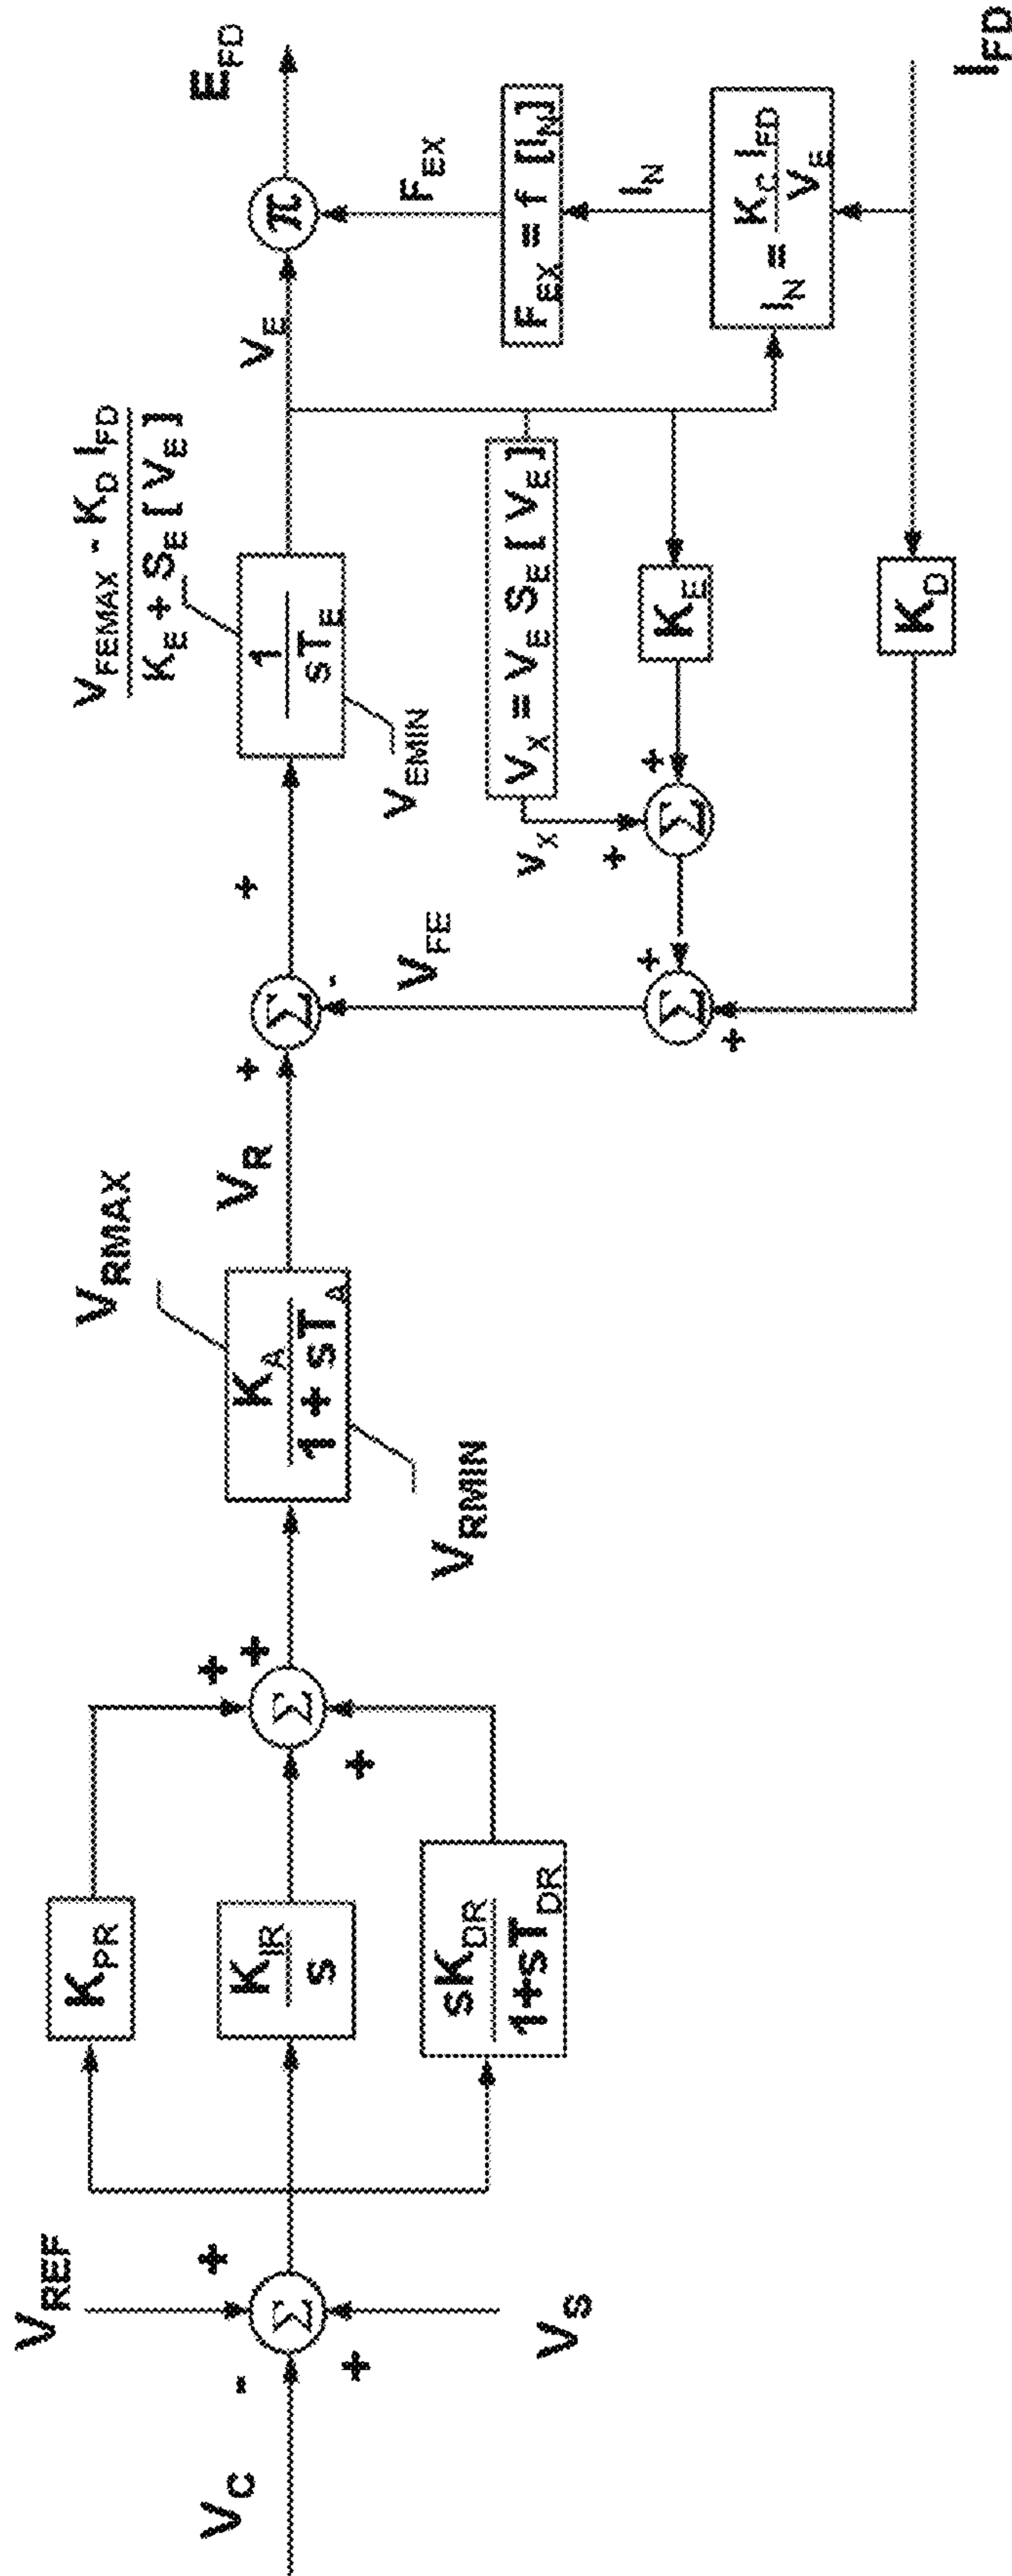 V_C
-
V_REF
+
Σ
+
V_S
K_PR
K_IR
s
sK_DR
1+sT_DR
+
+
Σ
+
V_RMAX
K_A
1 + sT_A
V_RMIN
V_R
+
+
Σ
-
V_FE
V_FEMAX - K_D I_FD
K_E + S_E [ V_E ]
1
sT_E
V_EMIN
V_E
π
E_FD
F_EX
F_EX = f [I_N]
I_N
I_N = K_C I_FD
V_E
V_X = V_E S_E [ V_E ]
V_X
+
+
Σ
K_E
+
Σ
+
K_D
I_FD